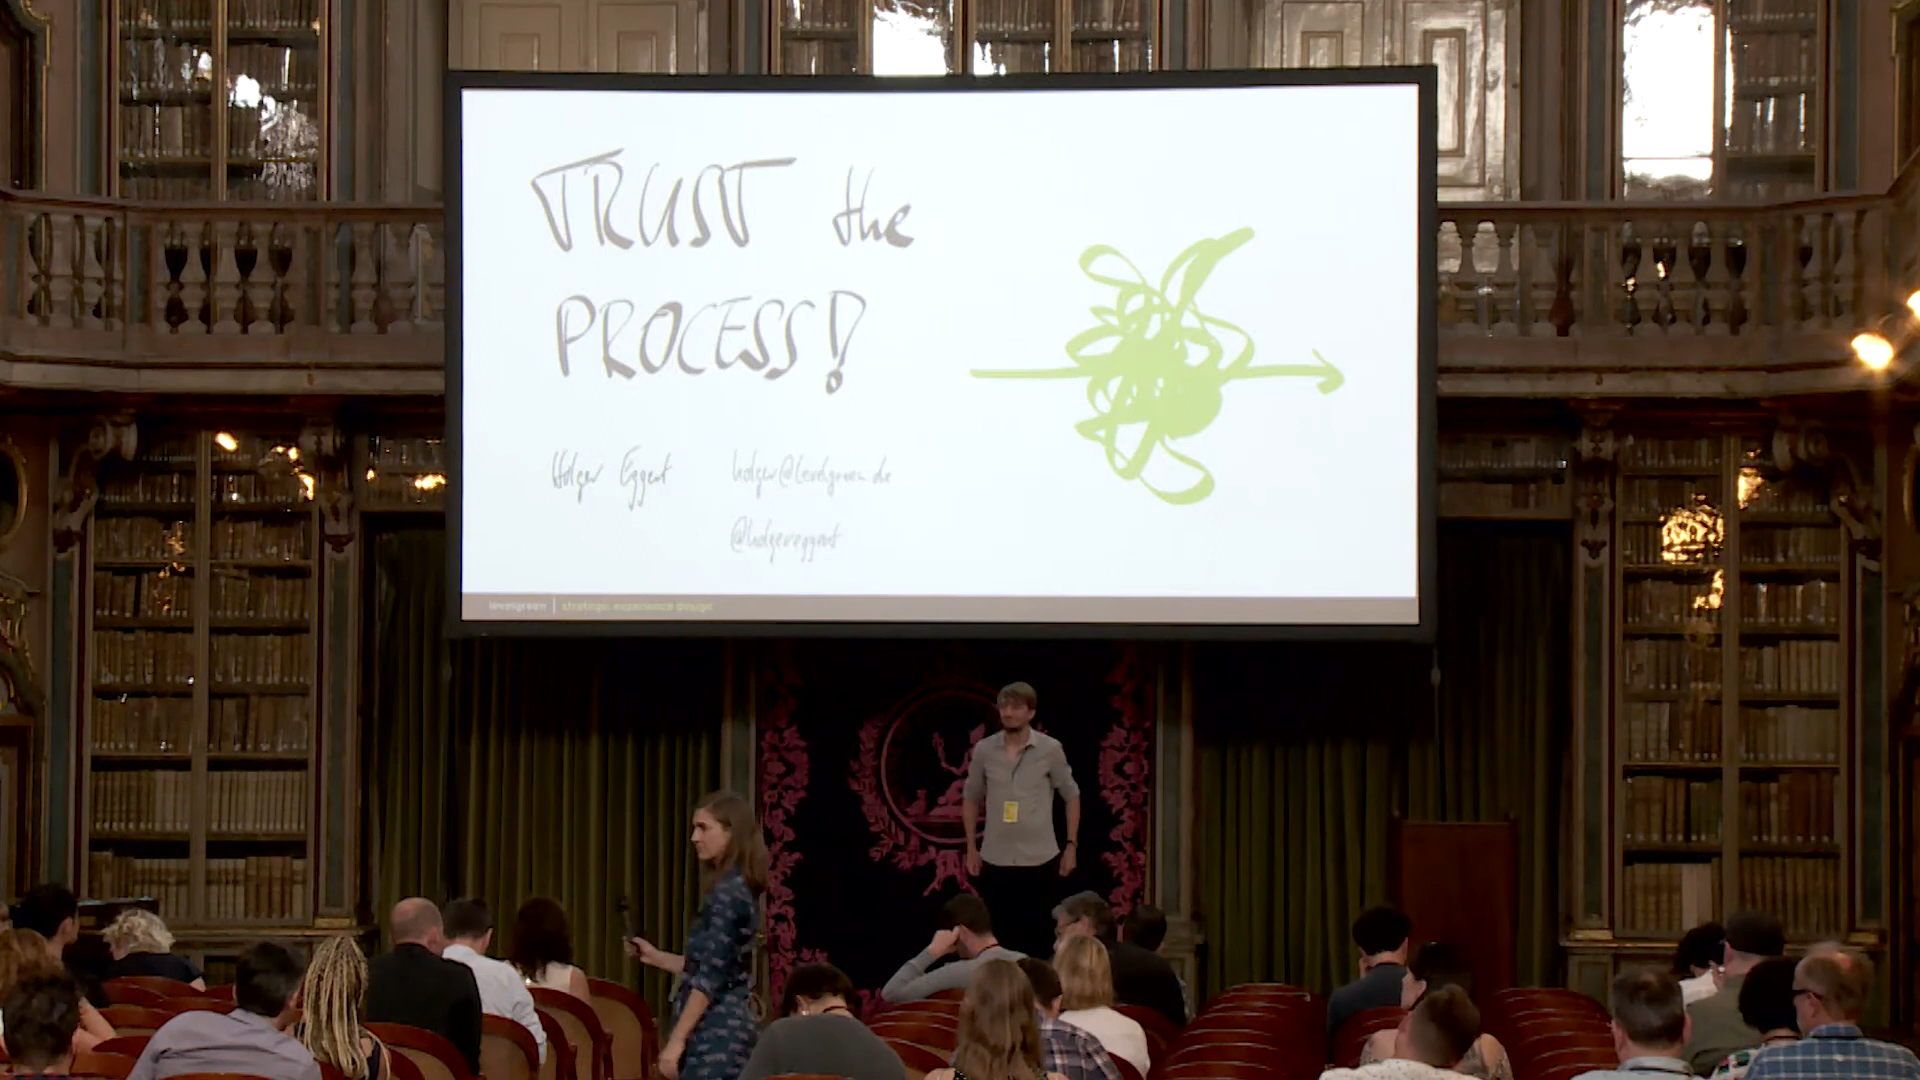 TRUST the
PROCESS!
Holger Eggert holger@levelgreen.de
@holgereggert
levelgreen | strategic experience design